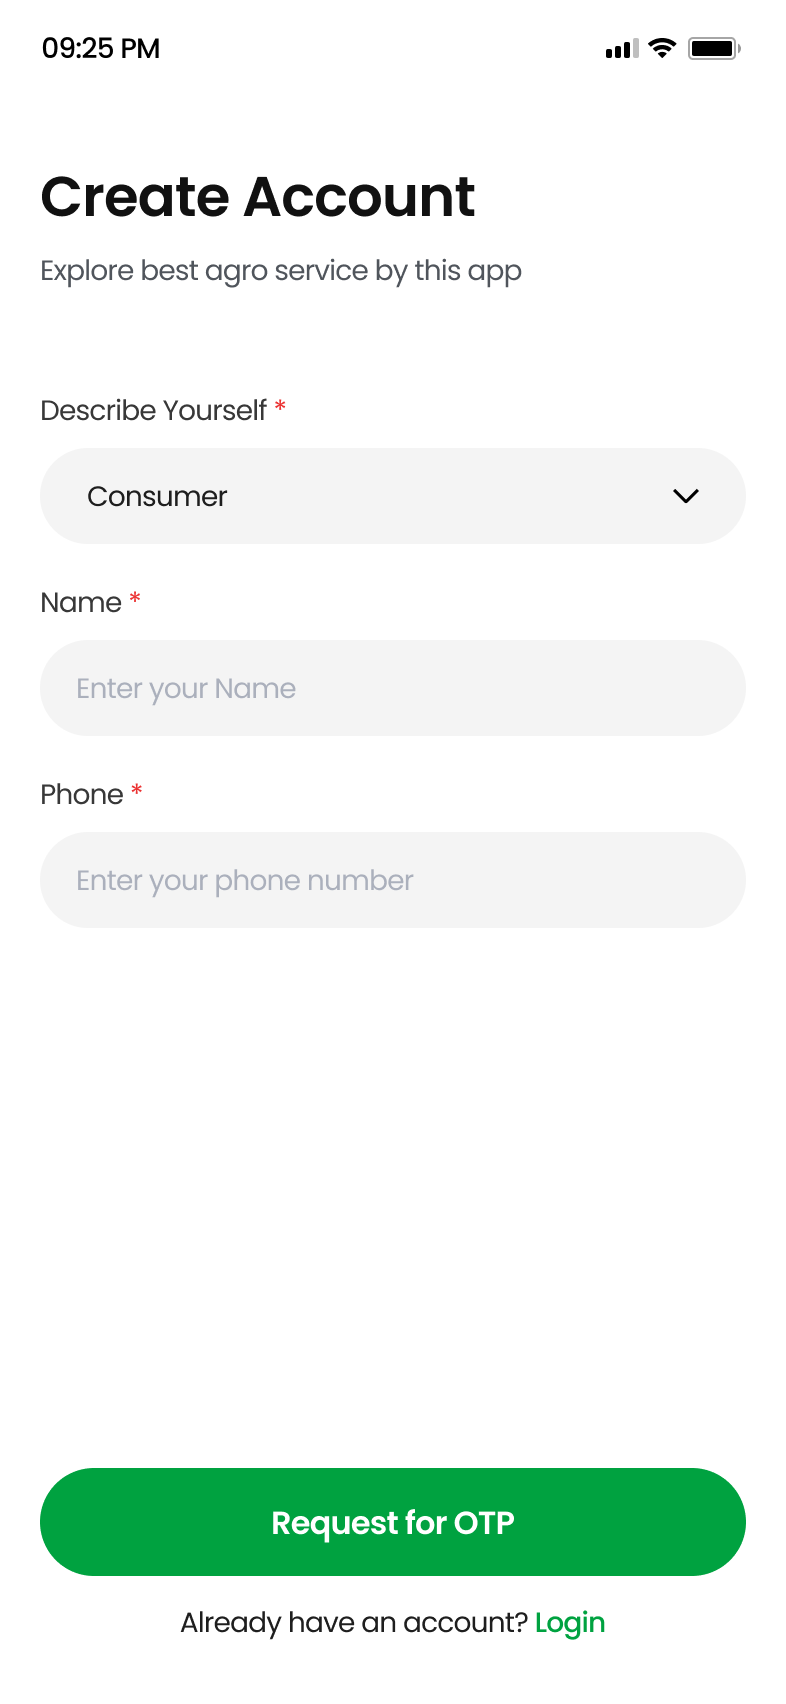 09:25 PM
Create Account
Explore best agro service by this app
Describe Yourself *
Consumer
Name *
Enter your Name
Phone *
Enter your phone number
Request for OTP
Already have an account? Login